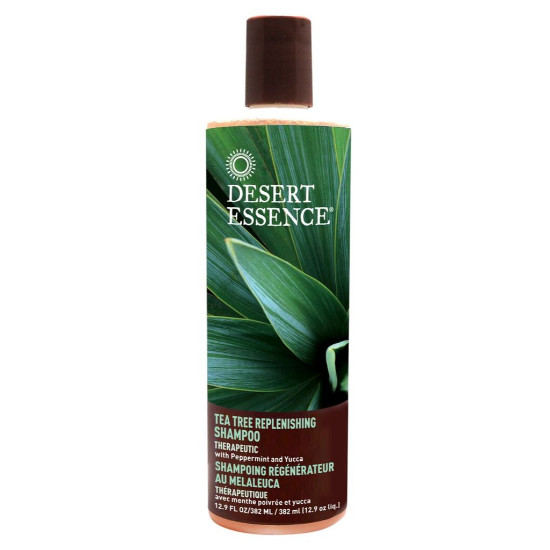 DESERT
ESSENCE®
TEA TREE REPLENISHING
SHAMPOO
THERAPEUTIC
with Peppermint and Yucca
SHAMPOING RÉGÉNÉRATEUR
AU MELALEUCA
THÉRAPEUTIQUE
avec menthe poivrée et yucca
12.9 FL OZ/382 ML / 382 ml (12.9 oz liq.)